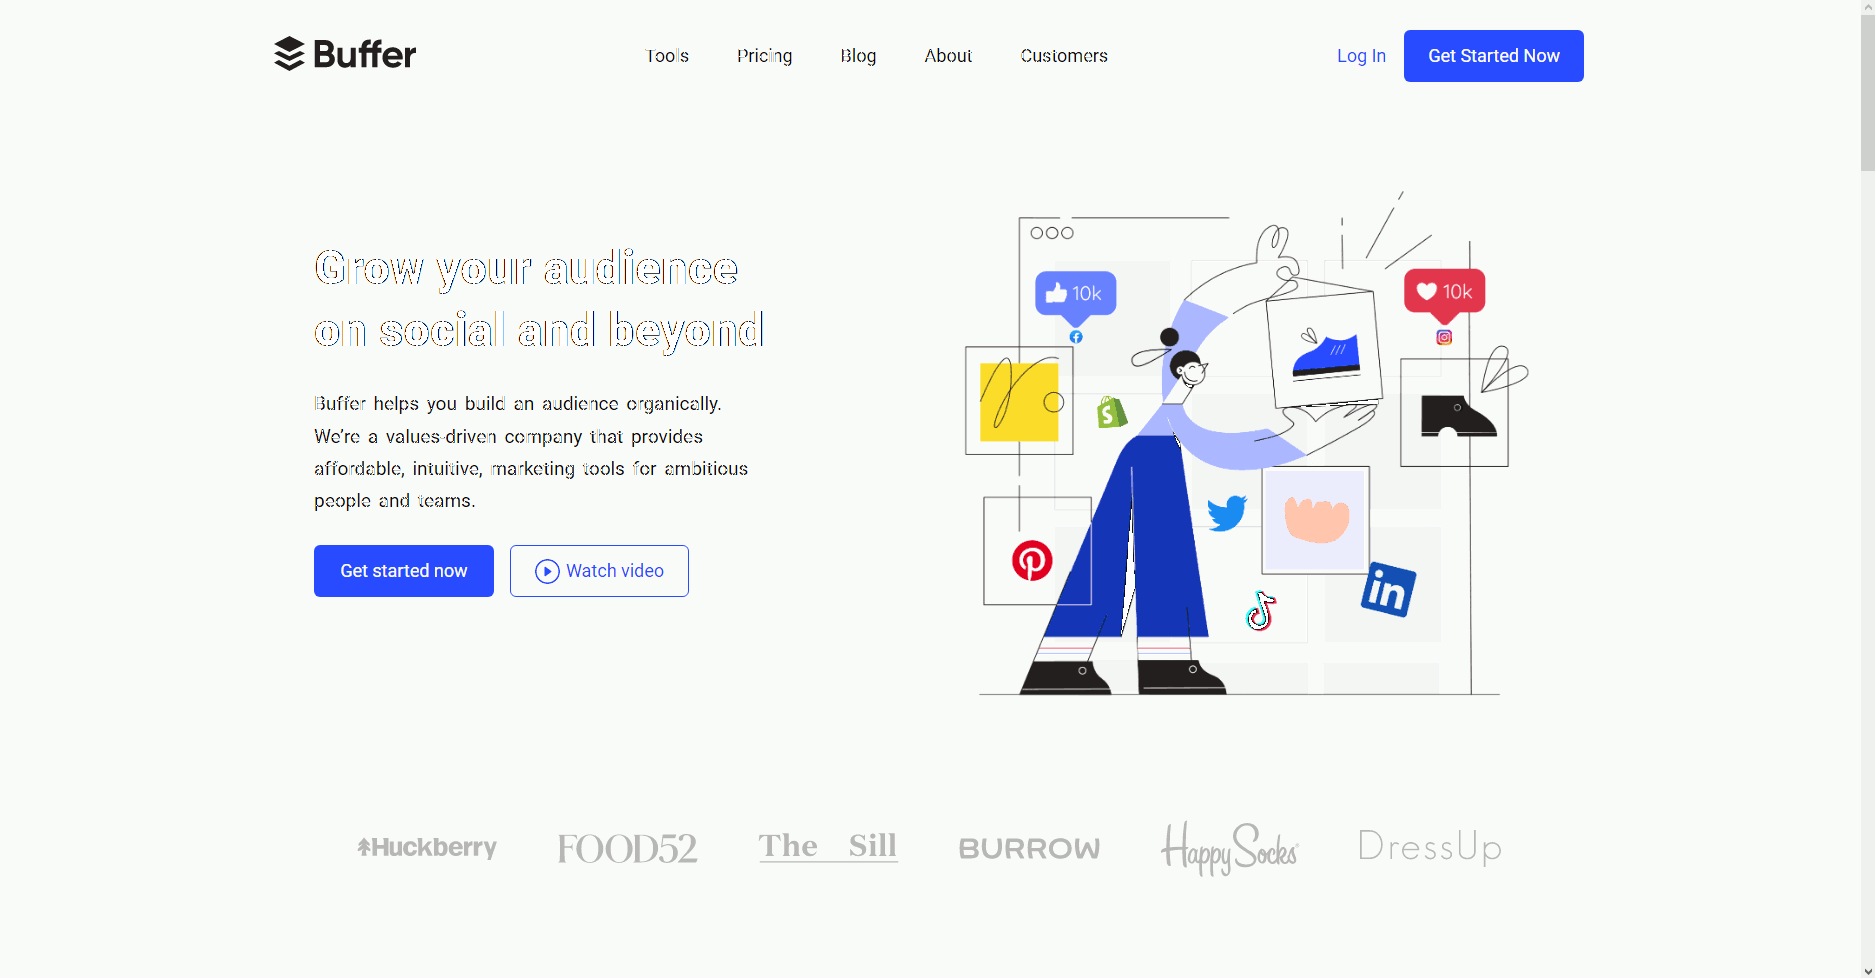 Buffer
Tools Pricing Blog About Customers
Log In Get Started Now
Grow your audience
on social and beyond
Buffer helps you build an audience organically.
We’re a values-driven company that provides
affordable, intuitive, marketing tools for ambitious
people and teams.
Get started now Watch video
10k
10k
S
in
Huckberry FOOD52 The Sill BURROW Happy Socks DressUp